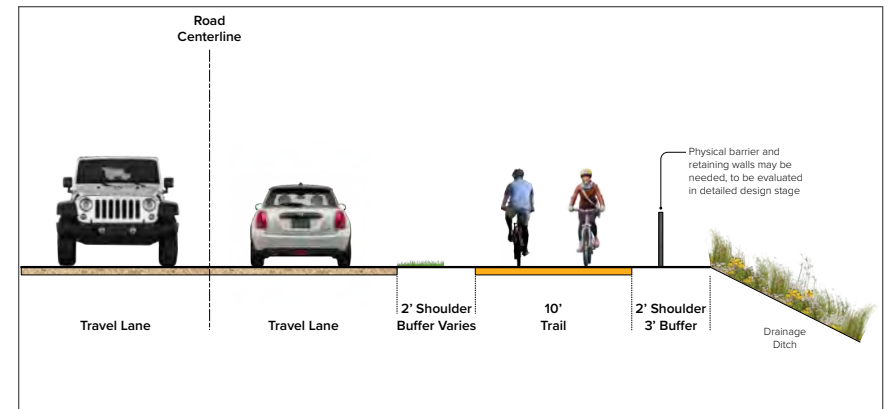 Road
Centerline
Physical barrier and
retaining walls may be
needed, to be evaluated
in detailed design stage
Travel Lane
Travel Lane
2’ Shoulder
Buffer Varies
10’
Trail
2’ Shoulder
3’ Buffer
Drainage
Ditch